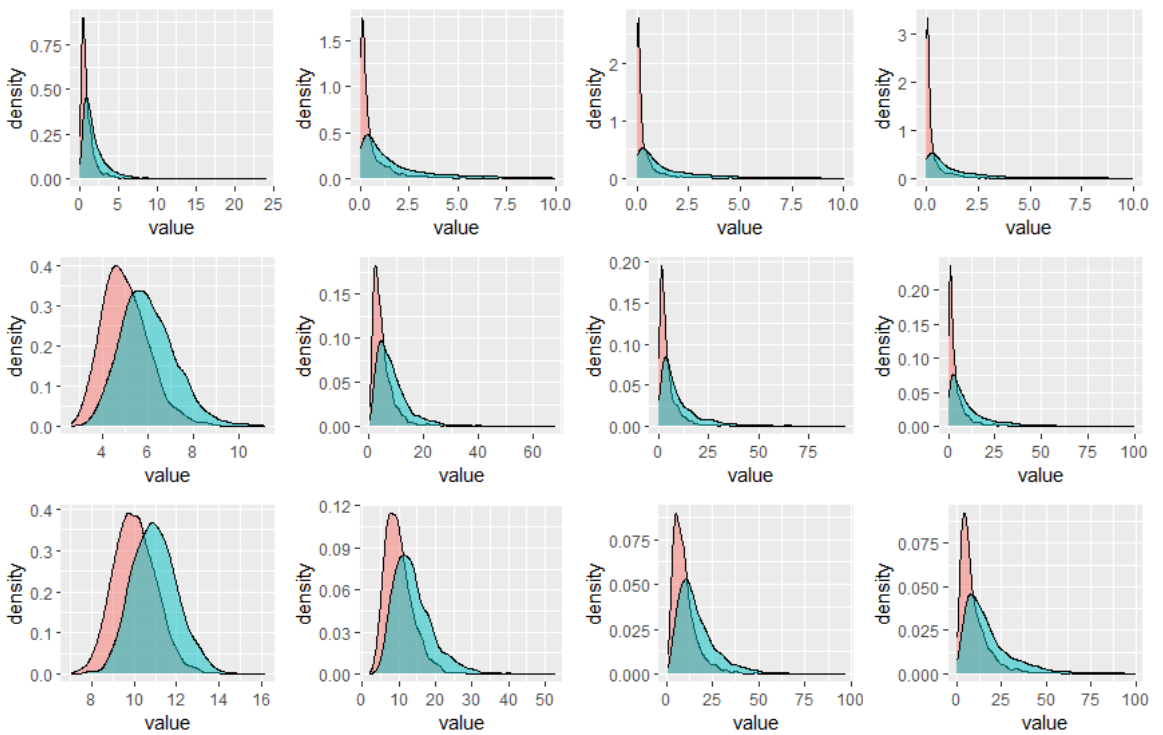 density 0.00 0.25 0.50 0.75
0 5 10 15 20 25
value
density 0.0 0.5 1.0 1.5
0.0 2.5 5.0 7.5 10.0
value
density 0 1 2
0.0 2.5 5.0 7.5 10.0
value
density 0 1 2 3
0.0 2.5 5.0 7.5 10.0
value
density 0.0 0.1 0.2 0.3 0.4
4 6 8 10
value
density 0.00 0.05 0.10 0.15
0 20 40 60
value
density 0.00 0.05 0.10 0.15 0.20
0 25 50 75
value
density 0.00 0.05 0.10 0.15 0.20
0 25 50 75 100
value
density 0.0 0.1 0.2 0.3 0.4
8 10 12 14 16
value
density 0.00 0.03 0.06 0.09 0.12
0 10 20 30 40 50
value
density 0.000 0.025 0.050 0.075
0 25 50 75 100
value
density 0.000 0.025 0.050 0.075
0 25 50 75 100
value